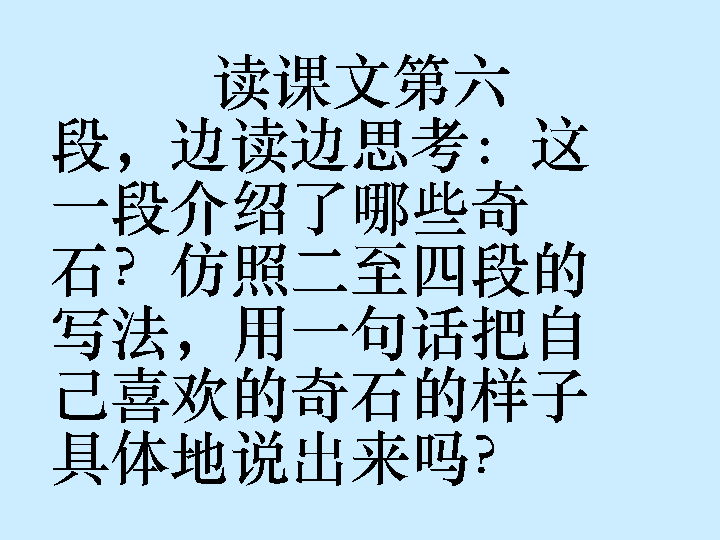 读课文第六
段，边读边思考：这
一段介绍了哪些奇
石？仿照二至四段的
写法，用一句话把自
己喜欢的奇石的样子
具体地说出来吗？